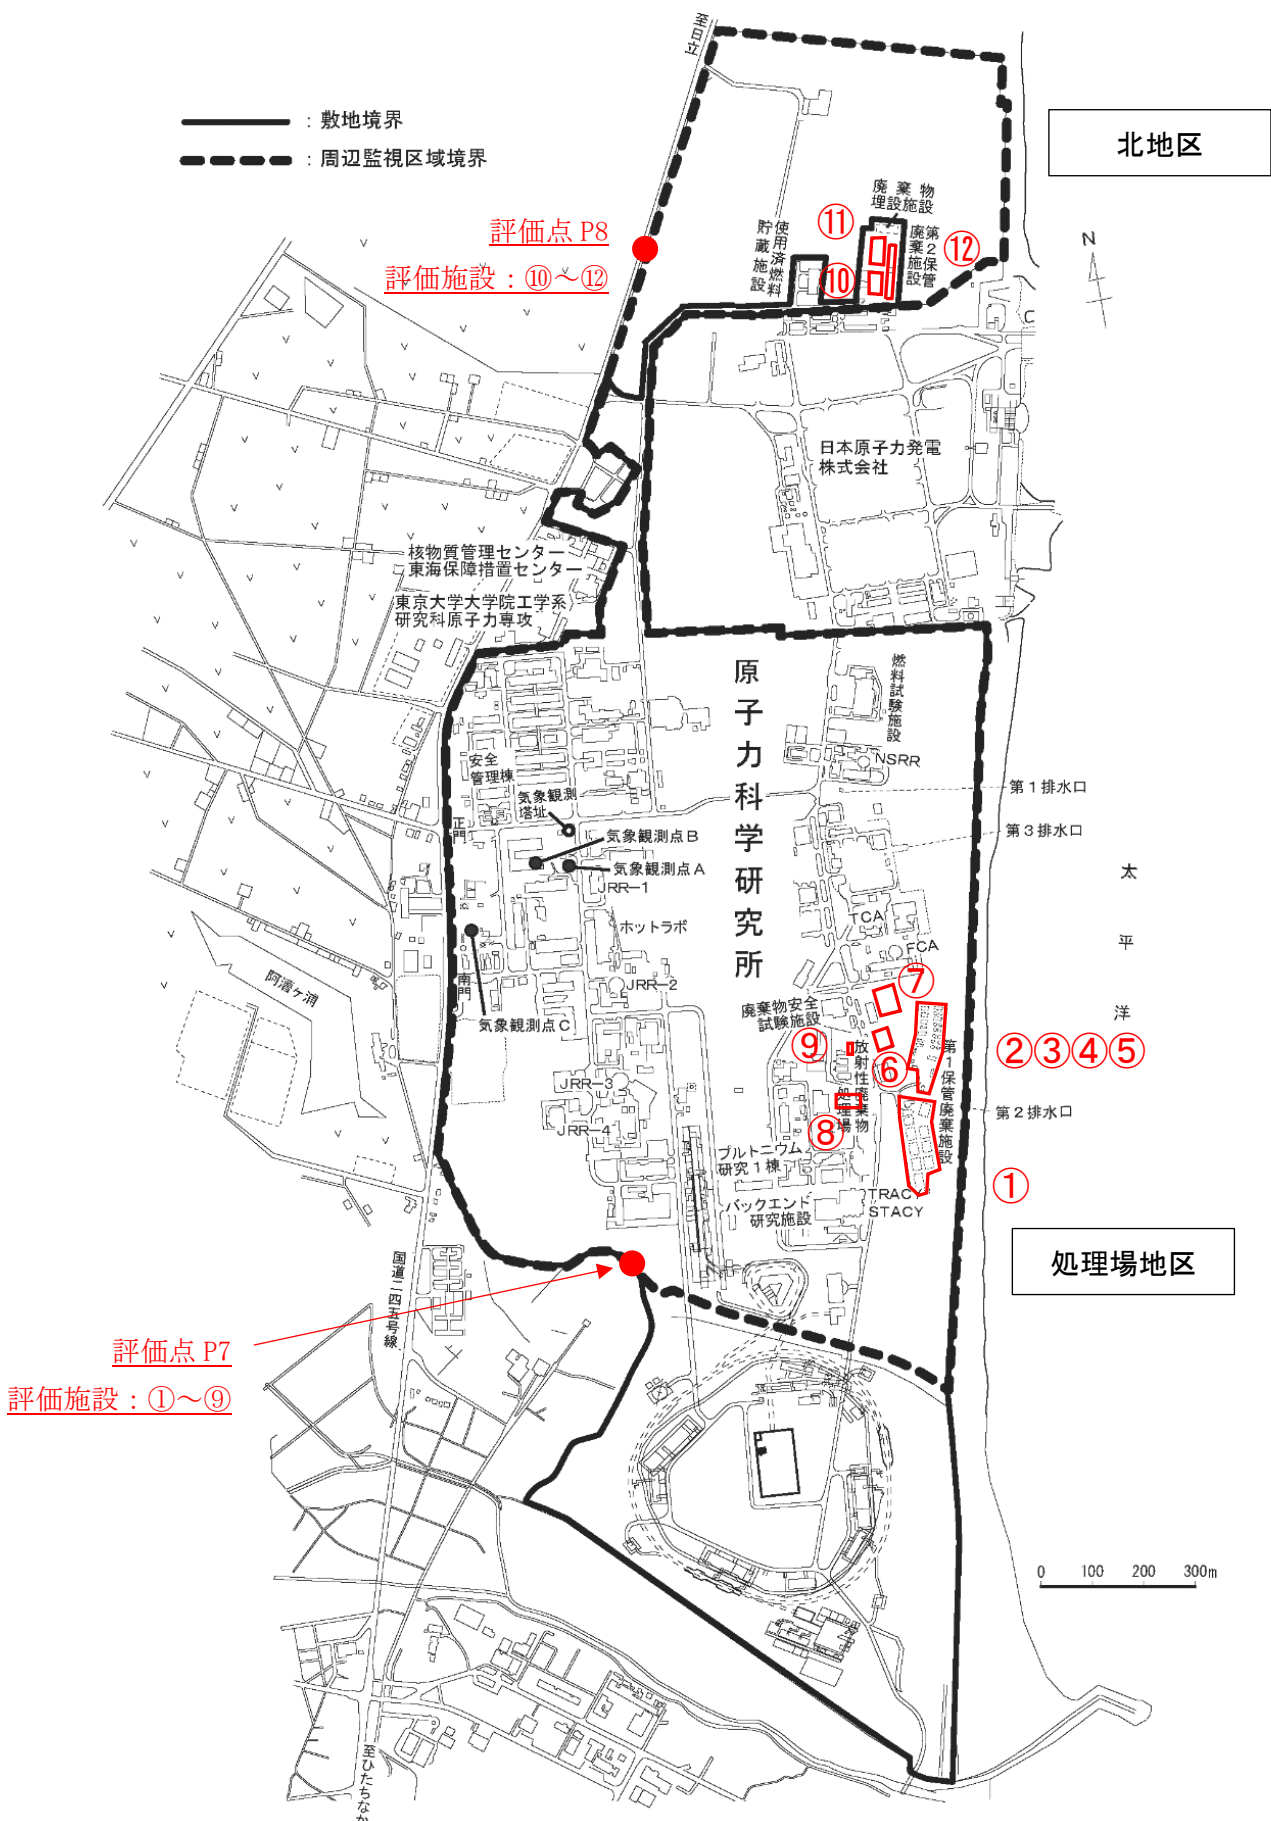 至日立
：敷地境界
：周辺監視区域境界
北地区
廃棄物
埋設施設
評価点 P8
評価施設：⑩～⑫
⑪
⑩
⑫
使用済燃料
貯蔵施設
第2保管
廃棄施設
N
C
日本原子力発電
株式会社
核物質管理センター
東海保障措置センター
東京大学大学院工学系
研究科原子力専攻
原子力科学研究所
燃料試験施設
NSRR
安全
管理棟
気象観測
塔址
正門
気象観測点B
気象観測点A
JRR-1
第1排水口
第3排水口
太平洋
TCA
FCA
ホットラボ
阿漕ケ浦
南門
JRR-2
気象観測点C
廃棄物安全
試験施設
⑦
⑨
⑥
⑧
放射性廃棄物
処理場
第1保管廃棄施設
②③④⑤
第2排水口
JRR-3
JRR-4
プルトニウム
研究1棟
バックエンド
研究施設
TRACY
STACY
①
処理場地区
国道二四五号線
評価点 P7
評価施設：①～⑨
0 100 200 300m
至ひたちなか